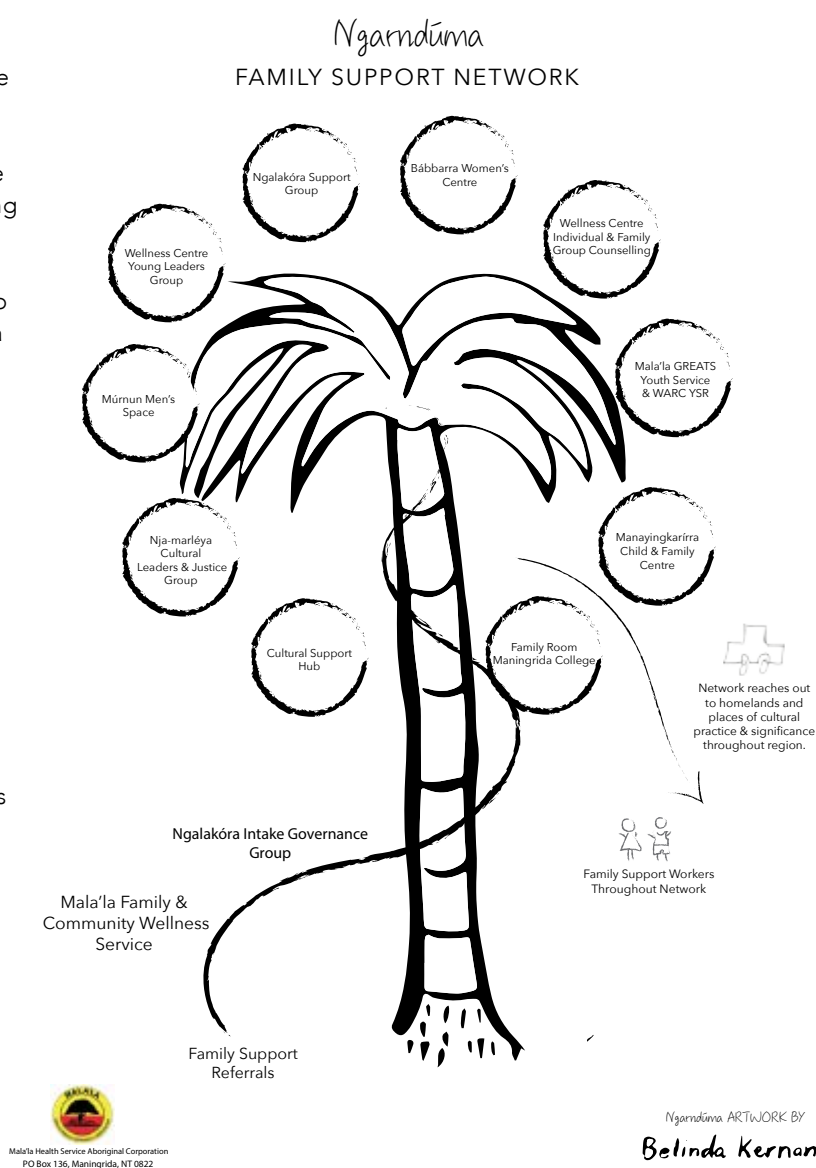 Ngarndūma
FAMILY SUPPORT NETWORK
Ngalakóra Support
Group
Bábbarra Women's
Centre
Wellness Centre
Individual & Family
Group Counselling
Wellness Centre
Young Leaders
Group
Mala'la GREATS
Youth Service
& WARC YSR
Múrnun Men's
Space
Nja-marléya
Cultural
Leaders & Justice
Group
Manayingkarírra
Child & Family
Centre
Cultural Support
Hub
Family Room
Maningrida College
Network reaches out
to homelands and
places of cultural
practice & significance
throughout region.
Ngalakóra Intake Governance
Group
Family Support Workers
Throughout Network
Mala'la Family &
Community Wellness
Service
Family Support
Referrals
MALA'LA
Mala'la Health Service Aboriginal Corporation
PO Box 136, Maningrida, NT 0822
Ngarndūma ARTWORK BY
Belinda Kernan